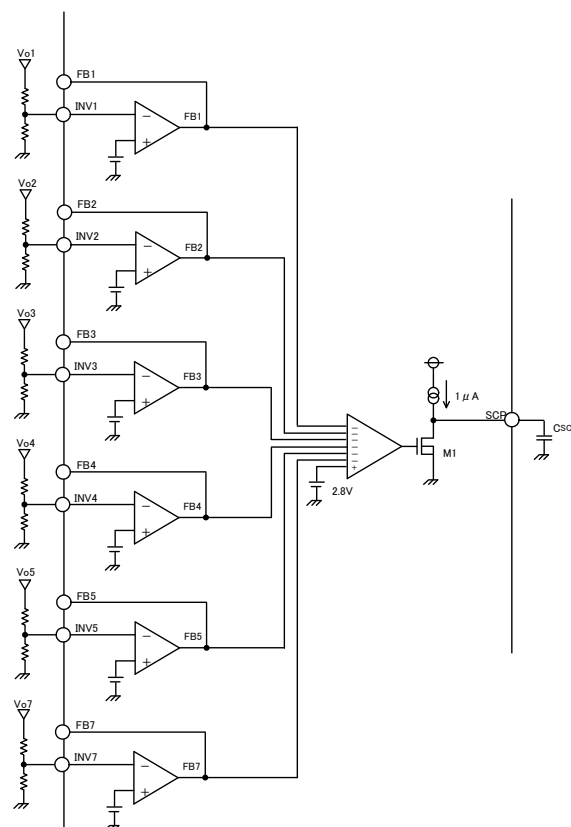 Vo1
FB1
INV1
FB1
−
+
Vo2
FB2
INV2
FB2
−
+
Vo3
FB3
INV3
FB3
−
+
1μA
SCP
M1
2.8V
−
−
−
−
−
−
+
Vo4
FB4
INV4
FB4
−
+
Vo5
FB5
INV5
FB5
−
+
Vo7
FB7
INV7
FB7
−
+